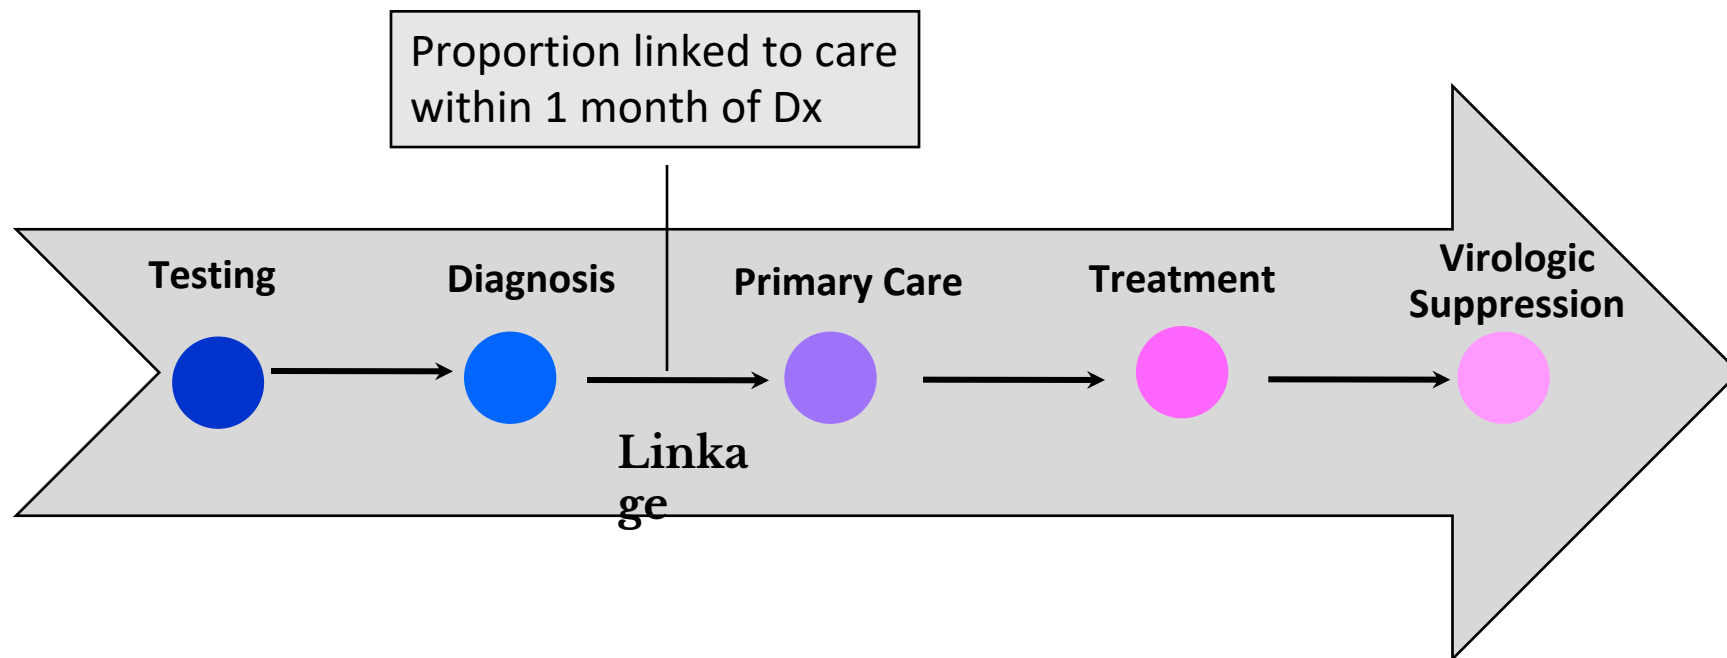 Proportion linked to care
within 1 month of Dx
Testing
Diagnosis
Primary Care
Treatment
Virologic
Suppression
Linka
ge